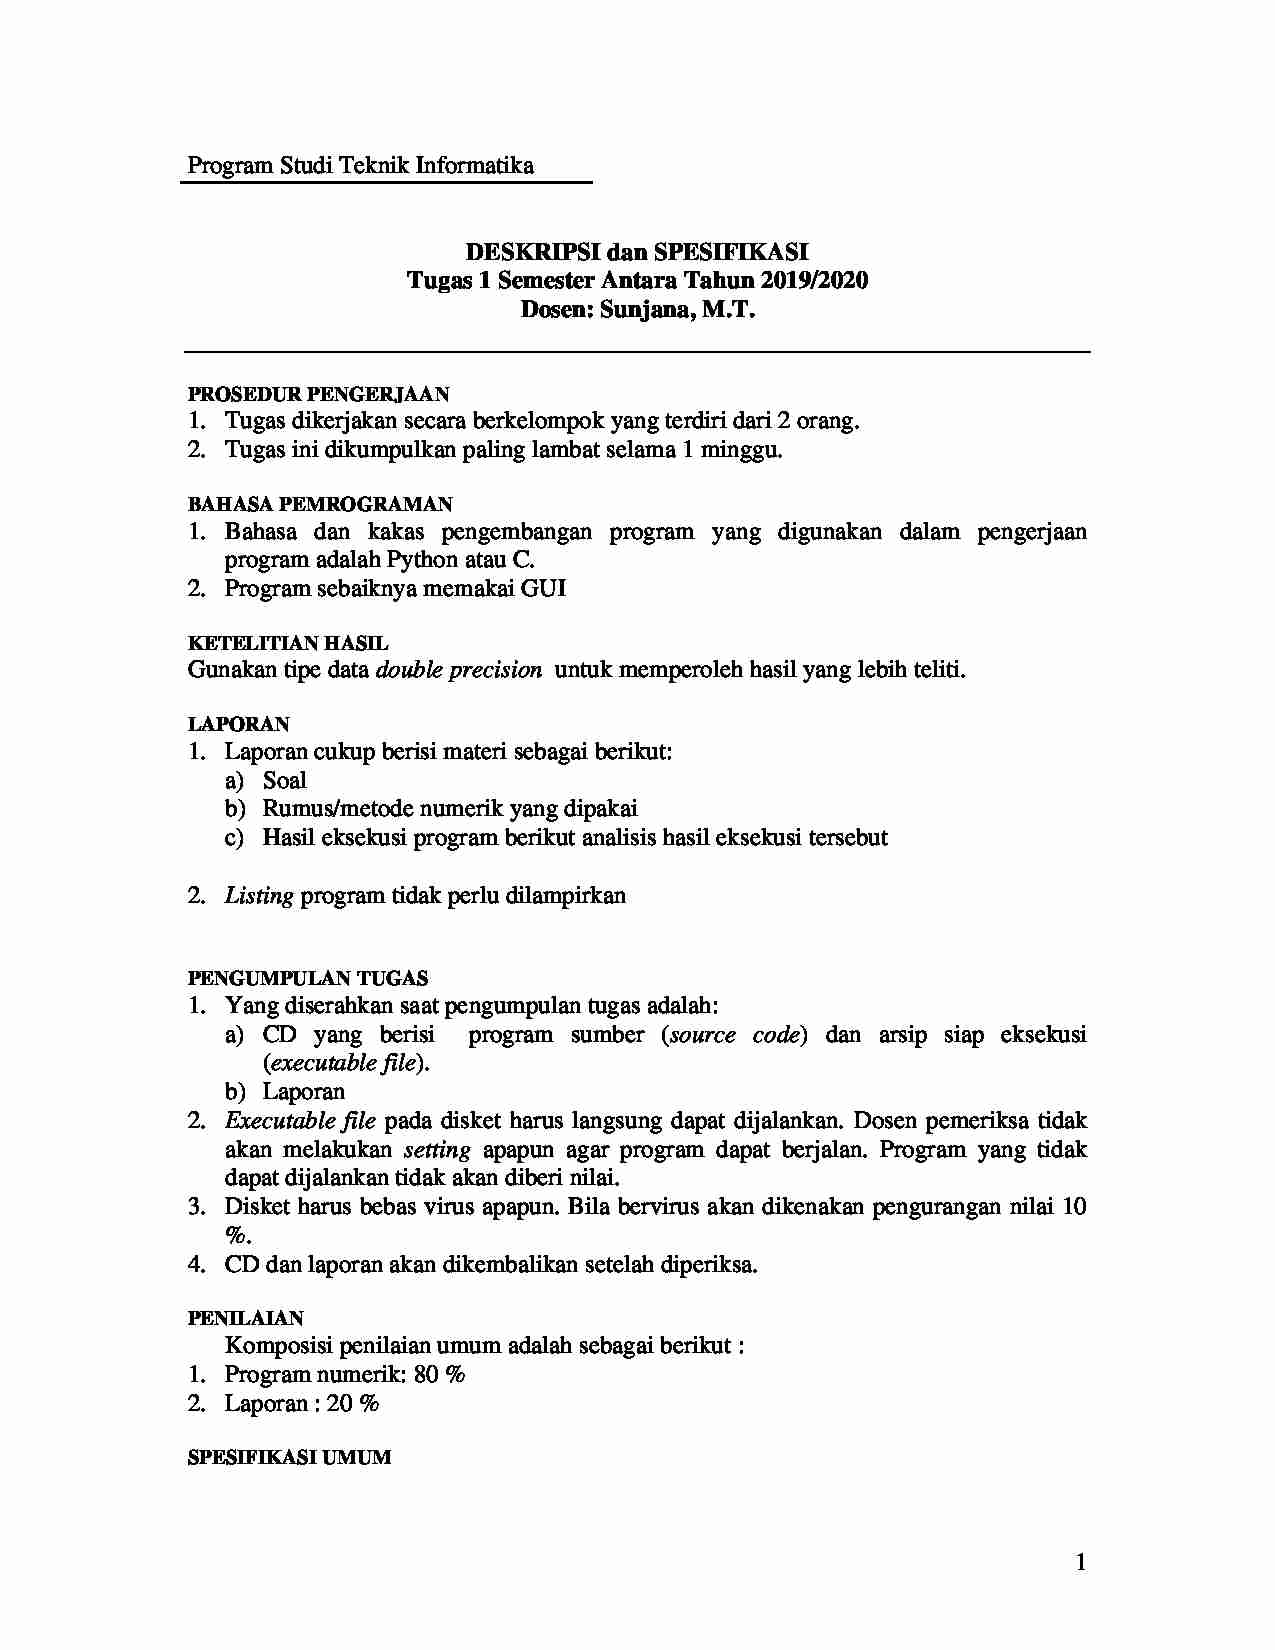 Program Studi Teknik Informatika
DESKRIPSI dan SPESIFIKASI
Tugas 1 Semester Antara Tahun 2019/2020
Dosen: Sunjana, M.T.
PROSEDUR PENGERJAAN
1. Tugas dikerjakan secara berkelompok yang terdiri dari 2 orang.
2. Tugas ini dikumpulkan paling lambat selama 1 minggu.
BAHASA PEMROGRAMAN
1. Bahasa dan kakas pengembangan program yang digunakan dalam pengerjaan
program adalah Python atau C.
2. Program sebaiknya memakai GUI
KETELITIAN HASIL
Gunakan tipe data double precision untuk memperoleh hasil yang lebih teliti.
LAPORAN
1. Laporan cukup berisi materi sebagai berikut:
a) Soal
b) Rumus/metode numerik yang dipakai
c) Hasil eksekusi program berikut analisis hasil eksekusi tersebut
2. Listing program tidak perlu dilampirkan
PENGUMPULAN TUGAS
1. Yang diserahkan saat pengumpulan tugas adalah:
a) CD yang berisi program sumber (source code) dan arsip siap eksekusi
(executable file).
b) Laporan
2. Executable file pada disket harus langsung dapat dijalankan. Dosen pemeriksa tidak
akan melakukan setting apapun agar program dapat berjalan. Program yang tidak
dapat dijalankan tidak akan diberi nilai.
3. Disket harus bebas virus apapun. Bila bervirus akan dikenakan pengurangan nilai 10
%.
4. CD dan laporan akan dikembalikan setelah diperiksa.
PENILAIAN
Komposisi penilaian umum adalah sebagai berikut :
1. Program numerik: 80 %
2. Laporan : 20 %
SPESIFIKASI UMUM
1